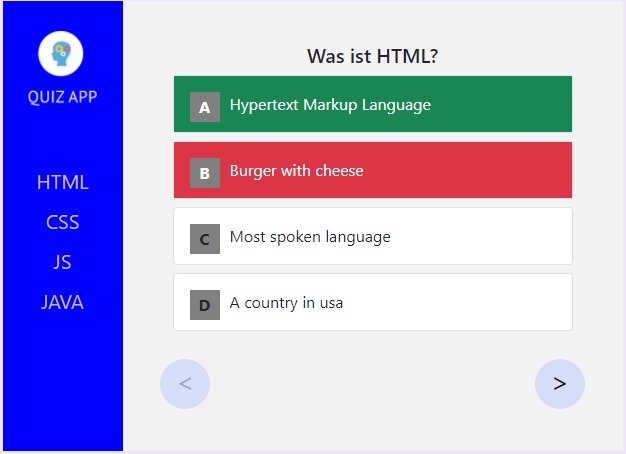 QUIZ APP
HTML
CSS
JS
JAVA
Was ist HTML?
A Hypertext Markup Language
B Burger with cheese
C Most spoken language
D A country in usa
< >